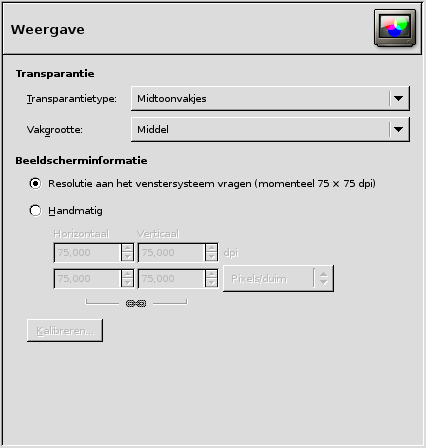 Weergave
Transparantie
Transparantietype: Midtoonvakjes
Vakgrootte: Middel
Beeldscherminformatie
Resolutie aan het venstersysteem vragen (momenteel 75 × 75 dpi)
Handmatig
Horizontaal Verticaal
75,000 75,000 dpi
75,000 75,000 Pixels/duim
Kalibreren...